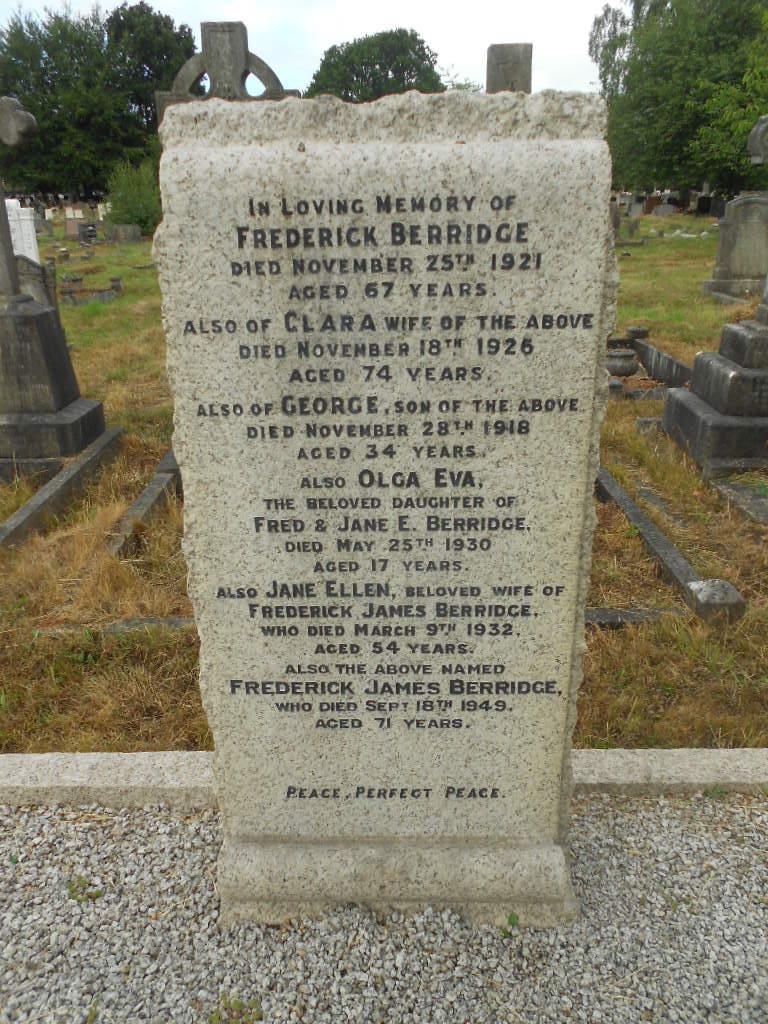 IN LOVING MEMORY OF
FREDERICK BERRIDGE
DIED NOVEMBER 25TH 1921
AGED 67 YEARS.
ALSO OF CLARA WIFE OF THE ABOVE
DIED NOVEMBER 18TH 1926
AGED 74 YEARS.
ALSO OF GEORGE, SON OF THE ABOVE
DIED NOVEMBER 28TH 1918
AGED 34 YEARS.
ALSO OLGA EVA,
THE BELOVED DAUGHTER OF
FRED & JANE E. BERRIDGE,
DIED MAY 25TH 1930
AGED 17 YEARS.
ALSO JANE ELLEN, BELOVED WIFE OF
FREDERICK JAMES BERRIDGE,
WHO DIED MARCH 9TH 1932,
AGED 54 YEARS.
ALSO THE ABOVE NAMED
FREDERICK JAMES BERRIDGE,
WHO DIED SEPT 18TH 1949.
AGED 71 YEARS.
PEACE, PERFECT PEACE.